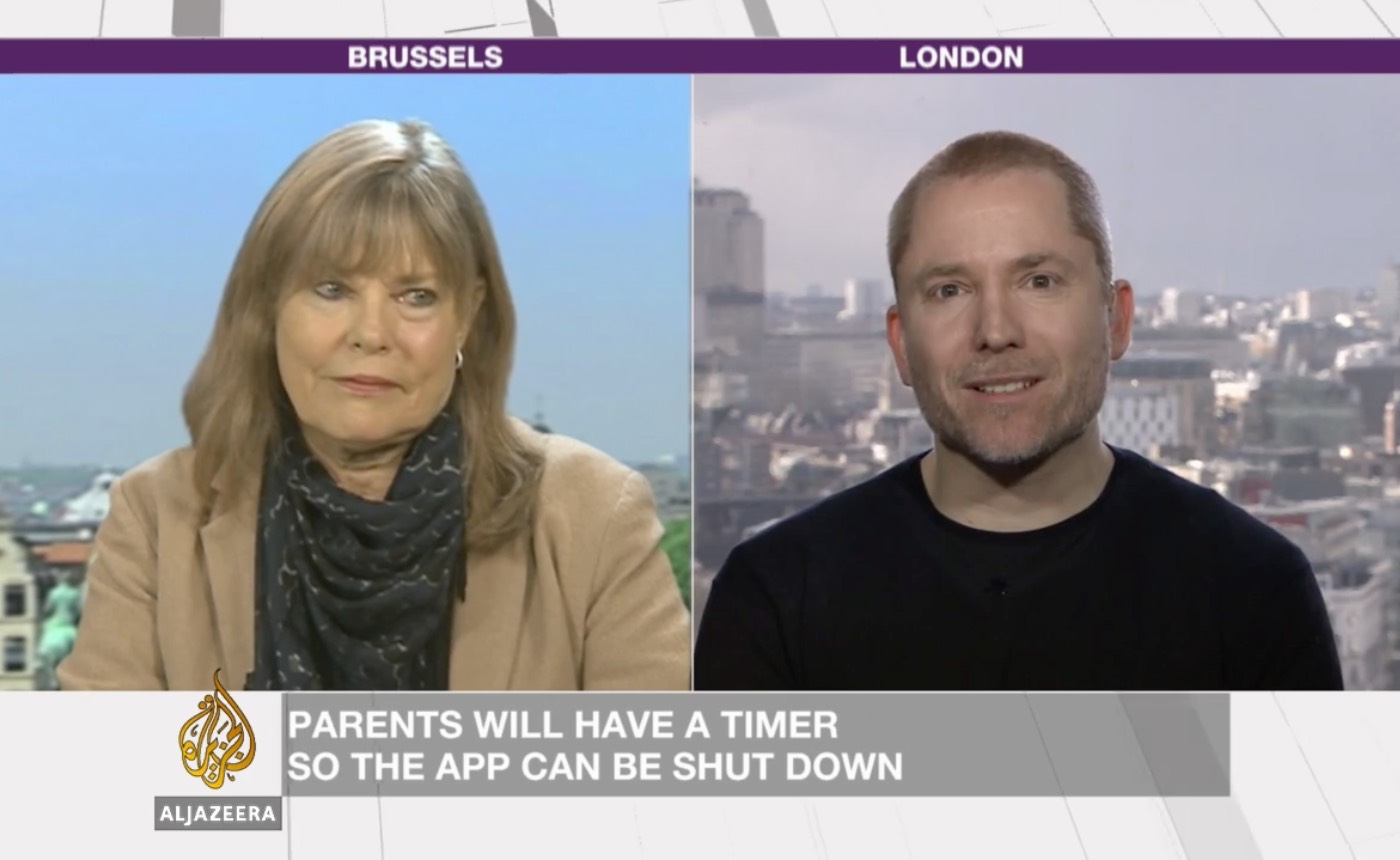 BRUSSELS
LONDON
PARENTS WILL HAVE A TIMER
SO THE APP CAN BE SHUT DOWN
الجزيرة
ALJAZEERA